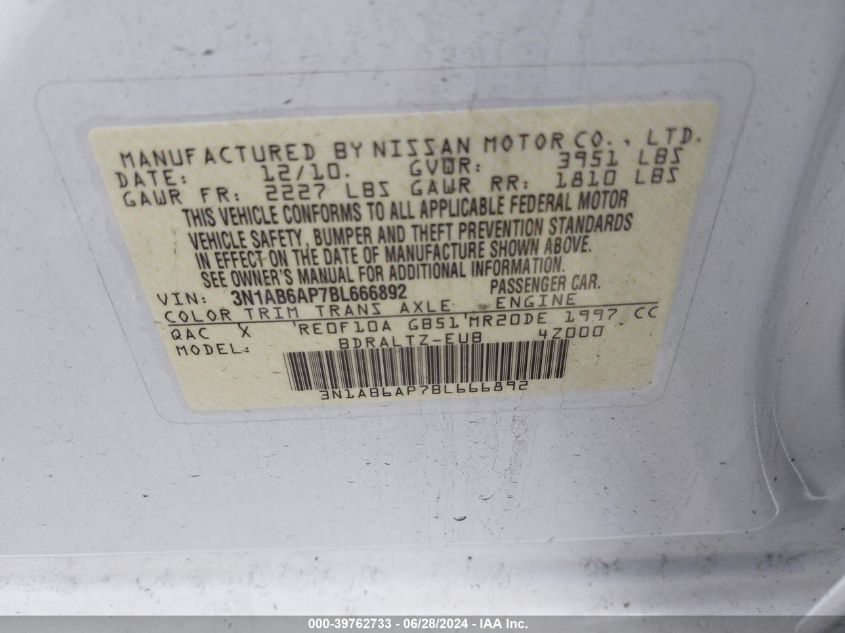 MANUFACTURED BY NISSAN MOTOR CO., LTD.
DATE: 12/10. GVWR: 3951 LBS
GAWR FR: 2227 LBS GAWR RR: 1810 LBS
THIS VEHICLE CONFORMS TO ALL APPLICABLE FEDERAL MOTOR
VEHICLE SAFETY, BUMPER AND THEFT PREVENTION STANDARDS
IN EFFECT ON THE DATE OF MANUFACTURE SHOWN ABOVE.
SEE OWNER'S MANUAL FOR ADDITIONAL INFORMATION.
VIN: 3N1AB6AP7BL666892 PASSENGER CAR.
COLOR TRIM TRANS AXLE ENGINE
QAC X RE0F10A GB51 MR20DE 1997 CC
MODEL: BDRALTZ-EUB 4Z000
3N1AB6AP7BL666892
000-39762733 - 06/28/2024 - IAA Inc.